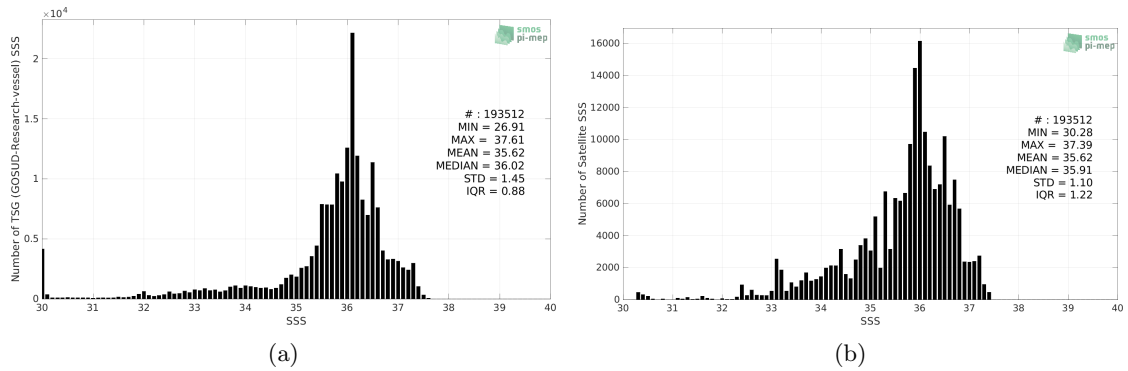 ×10⁴
Number of TSG (GOSUD-Research-vessel) SSS
2
1.5
1
0.5
0
smos
pi-mep
# : 193512
MIN = 26.91
MAX = 37.61
MEAN = 35.62
MEDIAN = 36.02
STD = 1.45
IQR = 0.88
30 31 32 33 34 35 36 37 38 39 40
SSS
(a)
Number of Satellite SSS
16000
14000
12000
10000
8000
6000
4000
2000
0
smos
pi-mep
# : 193512
MIN = 30.28
MAX = 37.39
MEAN = 35.62
MEDIAN = 35.91
STD = 1.10
IQR = 1.22
30 31 32 33 34 35 36 37 38 39 40
SSS
(b)